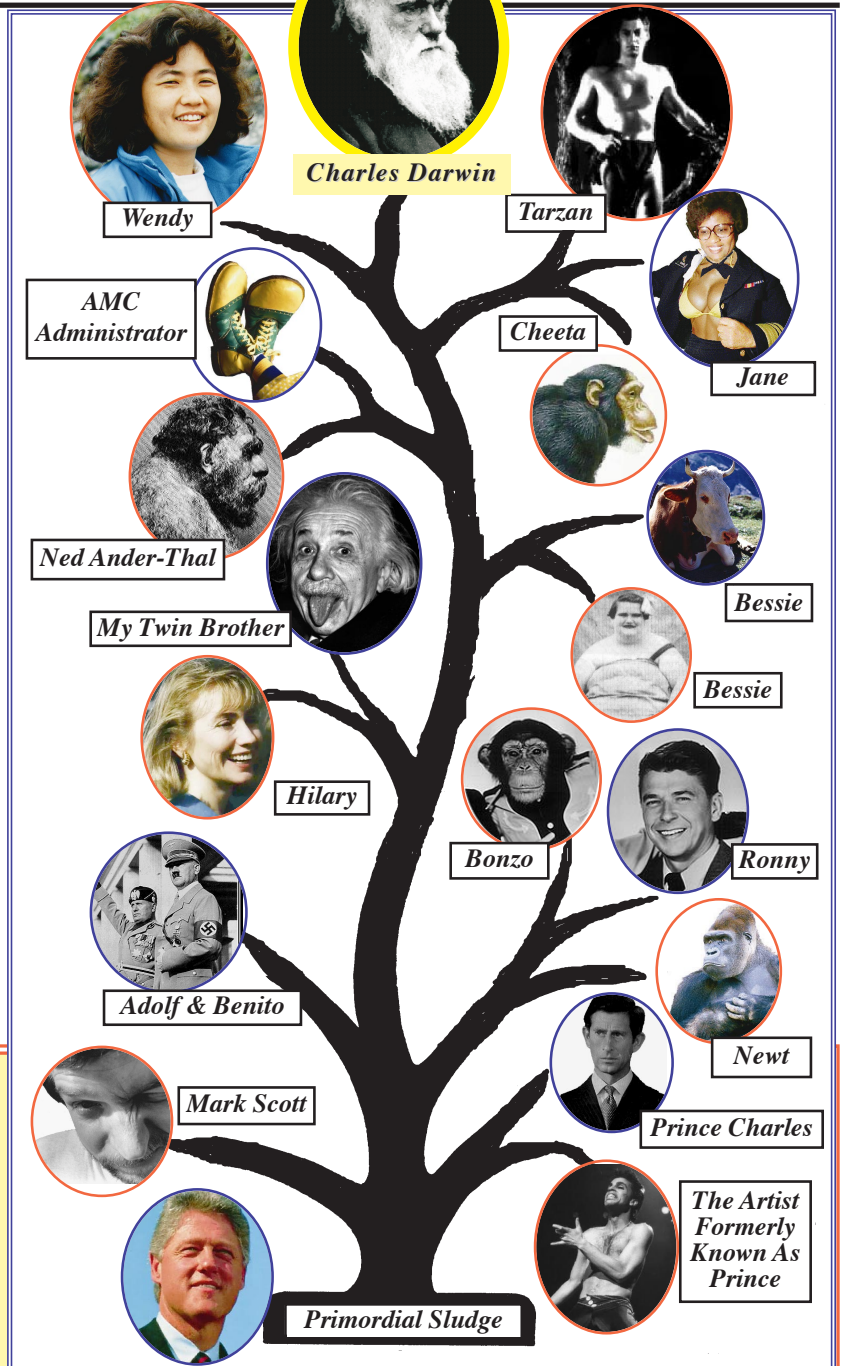 Charles Darwin
Wendy
Tarzan
AMC
Administrator
Cheeta
Jane
Ned Ander-Thal
Bessie
My Twin Brother
Bessie
Hilary
Bonzo
Ronny
Adolf & Benito
Newt
Mark Scott
Prince Charles
The Artist
Formerly
Known As
Prince
Primordial Sludge